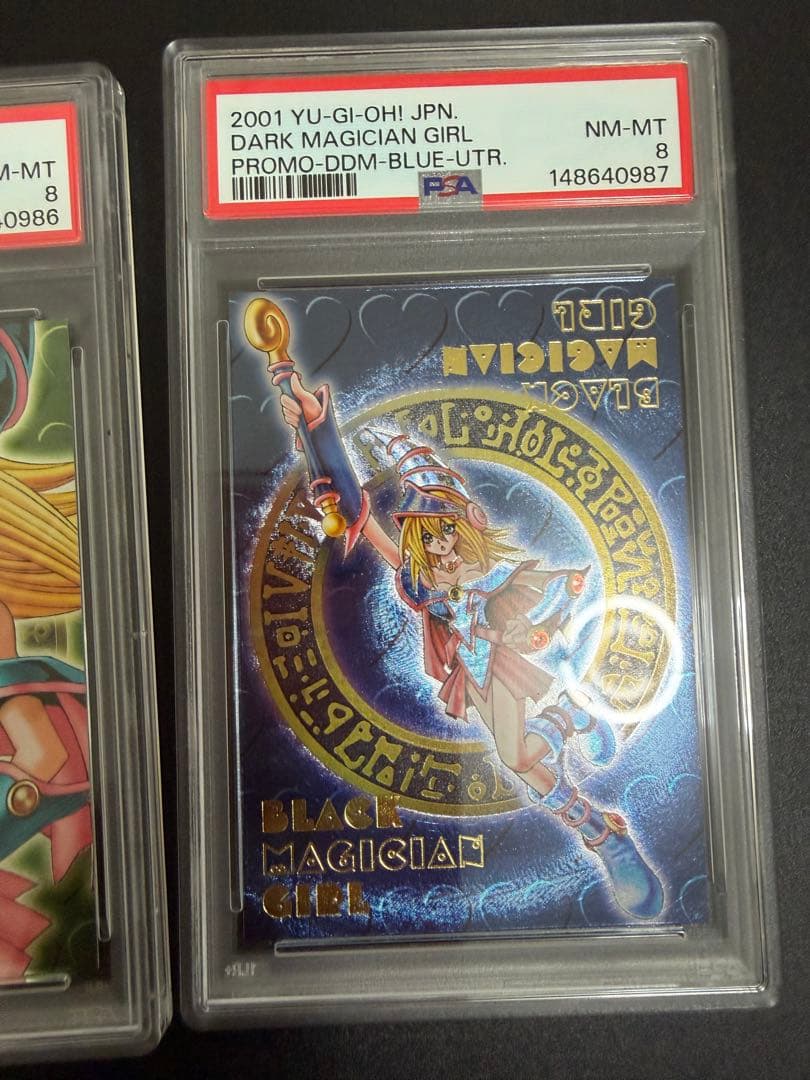 M-MT
8
40986
2001 YU-GI-OH! JPN.
DARK MAGICIAN GIRL
PROMO-DDM-BLUE-UTR.
NM-MT
8
PSA
148640987
BLACK
MAGICIAN
GIRL
BLACK
MAGICIAN
GIRL